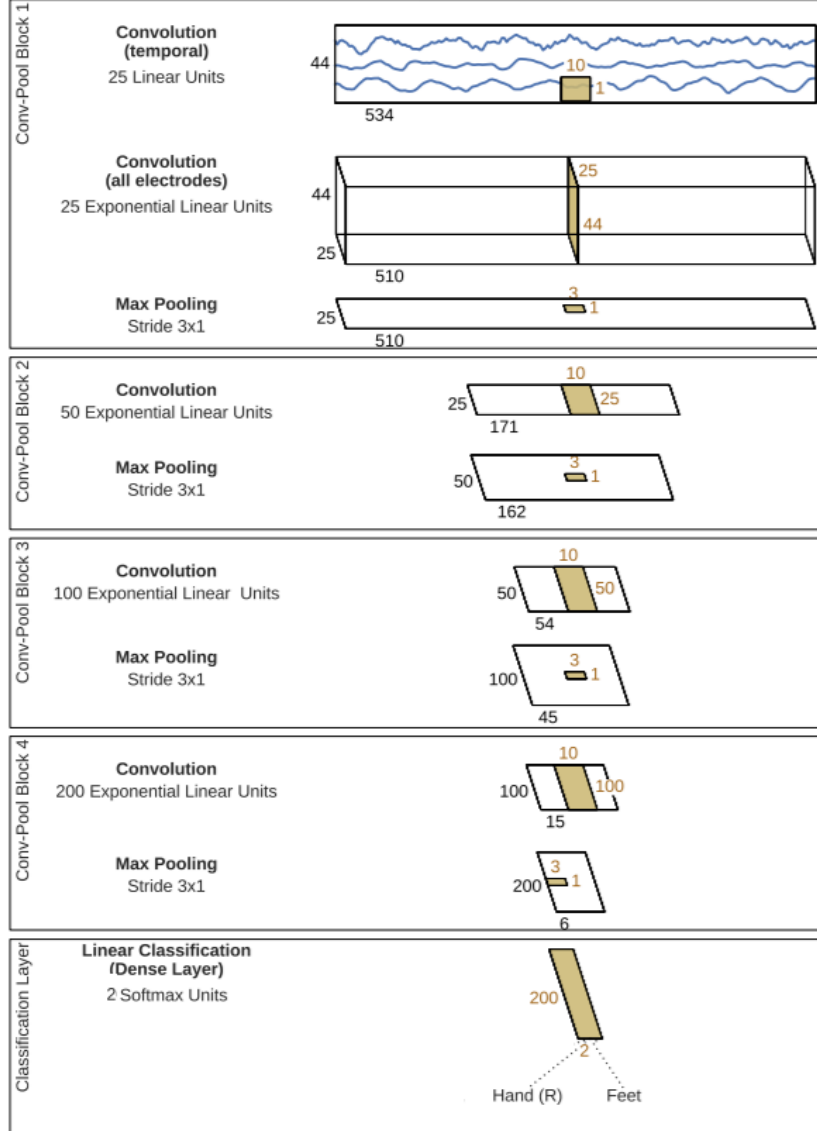 Conv-Pool Block 1
Convolution
(temporal)
25 Linear Units
44
10
1
534
Convolution
(all electrodes)
25 Exponential Linear Units
44
25
25
44
510
Max Pooling
Stride 3x1
25
3
1
510
Conv-Pool Block 2
Convolution
50 Exponential Linear Units
25
10
25
171
Max Pooling
Stride 3x1
50
3
1
162
Conv-Pool Block 3
Convolution
100 Exponential Linear Units
50
10
50
54
Max Pooling
Stride 3x1
100
3
1
45
Conv-Pool Block 4
Convolution
200 Exponential Linear Units
100
10
100
15
Max Pooling
Stride 3x1
200
3
1
6
Classification Layer
Linear Classification
(Dense Layer)
2 Softmax Units
200
2
Hand (R)
Feet